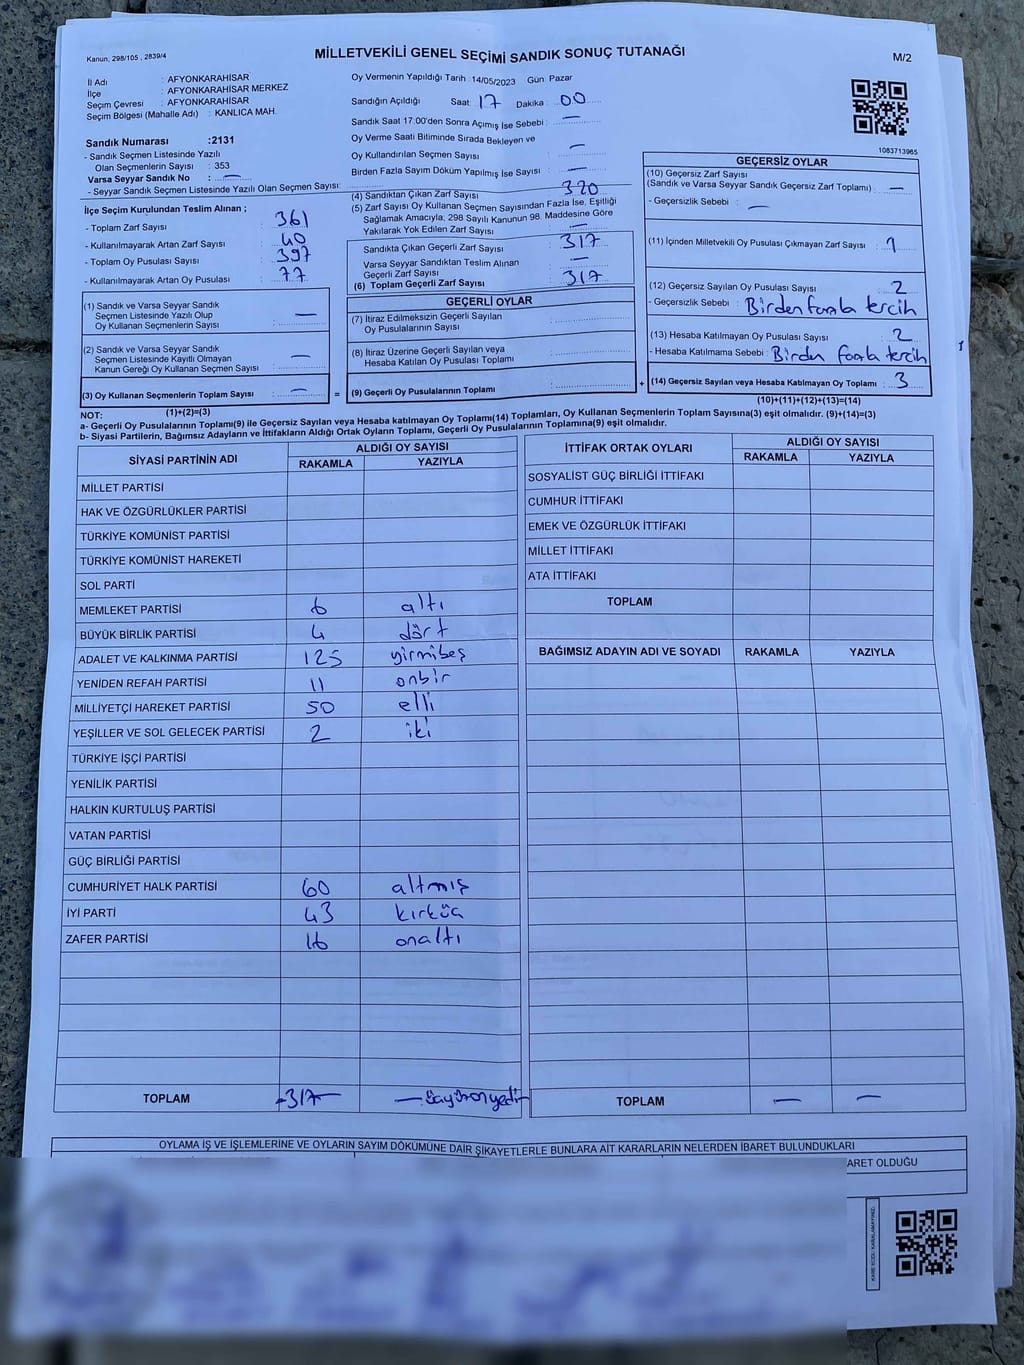 Kanun; 298/105 , 2839/4
MİLLETVEKİLİ GENEL SEÇİMİ SANDIK SONUÇ TUTANAĞI
M/2
İl Adı : AFYONKARAHİSAR
İlçe : AFYONKARAHİSAR MERKEZ
Seçim Çevresi : AFYONKARAHİSAR
Seçim Bölgesi (Mahalle Adı) : KANLICA MAH.
Sandık Numarası :2131
- Sandık Seçmen Listesinde Yazılı
Olan Seçmenlerin Sayısı : 353
Varsa Seyyar Sandık No : —
- Seyyar Sandık Seçmen Listesinde Yazılı Olan Seçmen Sayısı:
İlçe Seçim Kurulundan Teslim Alınan ;
- Toplam Zarf Sayısı : 361
- Kullanılmayarak Artan Zarf Sayısı : 40
- Toplam Oy Pusulası Sayısı : 397
- Kullanılmayarak Artan Oy Pusulası : 77
(1) Sandık ve Varsa Seyyar Sandık
Seçmen Listesinde Yazılı Olup
Oy Kullanan Seçmenlerin Sayısı : —
(2) Sandık ve Varsa Seyyar Sandık
Seçmen Listesinde Kayıtlı Olmayan
Kanun Gereği Oy Kullanan Seçmen Sayısı : —
(3) Oy Kullanan Seçmenlerin Toplam Sayısı : —
(1)+(2)=(3)
Oy Vermenin Yapıldığı Tarih : 14/05/2023 Gün: Pazar
Sandığın Açıldığı Saat: 17 Dakika : 00
Sandık Saat 17.00'den Sonra Açılmış İse Sebebi : —
Oy Verme Saati Bitiminde Sırada Bekleyen ve
Oy Kullandırılan Seçmen Sayısı : —
Birden Fazla Sayım Döküm Yapılmış İse Sayısı : —
(4) Sandıktan Çıkan Zarf Sayısı : 320
(5) Zarf Sayısı Oy Kullanan Seçmen Sayısından Fazla İse, Eşitliği
Sağlamak Amacıyla; 298 Sayılı Kanunun 98. Maddesine Göre
Yakılarak Yok Edilen Zarf Sayısı : —
Sandıkta Çıkan Geçerli Zarf Sayısı : 317
Varsa Seyyar Sandıktan Teslim Alınan
Geçerli Zarf Sayısı : —
(6) Toplam Geçerli Zarf Sayısı : 317
GEÇERLİ OYLAR
(7) İtiraz Edilmeksizin Geçerli Sayılan
Oy Pusulalarının Sayısı :
(8) İtiraz Üzerine Geçerli Sayılan veya
Hesaba Katılan Oy Pusulası Toplamı :
= (9) Gerçerli Oy Pusulalarının Toplamı : +
1083713965
GEÇERSİZ OYLAR
(10) Geçersiz Zarf Sayısı
(Sandık ve Varsa Seyyar Sandık Geçersiz Zarf Toplamı) : —
- Geçersizlik Sebebi : —
(11) İçinden Milletvekili Oy Pusulası Çıkmayan Zarf Sayısı : 1
(12) Geçersiz Sayılan Oy Pusulası Sayısı : 2
- Geçersizlik Sebebi : Birden fazla tercih
(13) Hesaba Katılmayan Oy Pusulası Sayısı : 2
- Hesaba Katılmama Sebebi : Birden fazla tercih
(14) Geçersiz Sayılan veya Hesaba Katılmayan Oy Toplamı : 3
(10)+(11)+(12)+(13)=(14)
NOT:
a- Geçerli Oy Pusulalarının Toplamı(9) ile Geçersiz Sayılan veya Hesaba katılmayan Oy Toplamı(14) Toplamları, Oy Kullanan Seçmenlerin Toplam Sayısına(3) eşit olmalıdır. (9)+(14)=(3)
b- Siyasi Partilerin, Bağımsız Adayların ve İttifakların Aldığı Ortak Oyların Toplamı, Geçerli Oy Pusulalarının Toplamına(9) eşit olmalıdır.
SİYASİ PARTİNİN ADI ALDIĞI OY SAYISI
RAKAMLA YAZIYLA
MİLLET PARTİSİ
HAK VE ÖZGÜRLÜKLER PARTİSİ
TÜRKİYE KOMÜNİST PARTİSİ
TÜRKİYE KOMÜNİST HAREKETİ
SOL PARTİ
MEMLEKET PARTİSİ 6 altı
BÜYÜK BİRLİK PARTİSİ 4 dört
ADALET VE KALKINMA PARTİSİ 125 yirmibeş
YENİDEN REFAH PARTİSİ 11 onbir
MİLLİYETÇİ HAREKET PARTİSİ 50 elli
YEŞİLLER VE SOL GELECEK PARTİSİ 2 iki
TÜRKİYE İŞÇİ PARTİSİ
YENİLİK PARTİSİ
HALKIN KURTULUŞ PARTİSİ
VATAN PARTİSİ
GÜÇ BİRLİĞİ PARTİSİ
CUMHURİYET HALK PARTİSİ 60 altmış
İYİ PARTİ 43 kırküç
ZAFER PARTİSİ 16 onaltı
TOPLAM -317- — üçyüzonyedi-
İTTİFAK ORTAK OYLARI ALDIĞI OY SAYISI
RAKAMLA YAZIYLA
SOSYALİST GÜÇ BİRLİĞİ İTTİFAKI
CUMHUR İTTİFAKI
EMEK VE ÖZGÜRLÜK İTTİFAKI
MİLLET İTTİFAKI
ATA İTTİFAKI
TOPLAM
BAĞIMSIZ ADAYIN ADI VE SOYADI RAKAMLA YAZIYLA
TOPLAM — —
OYLAMA İŞ VE İŞLEMLERİNE VE OYLARIN SAYIM DÖKÜMÜNE DAİR ŞİKAYETLERLE BUNLARA AİT KARARLARIN NELERDEN İBARET BULUNDUKLARI
ARET OLDUĞU